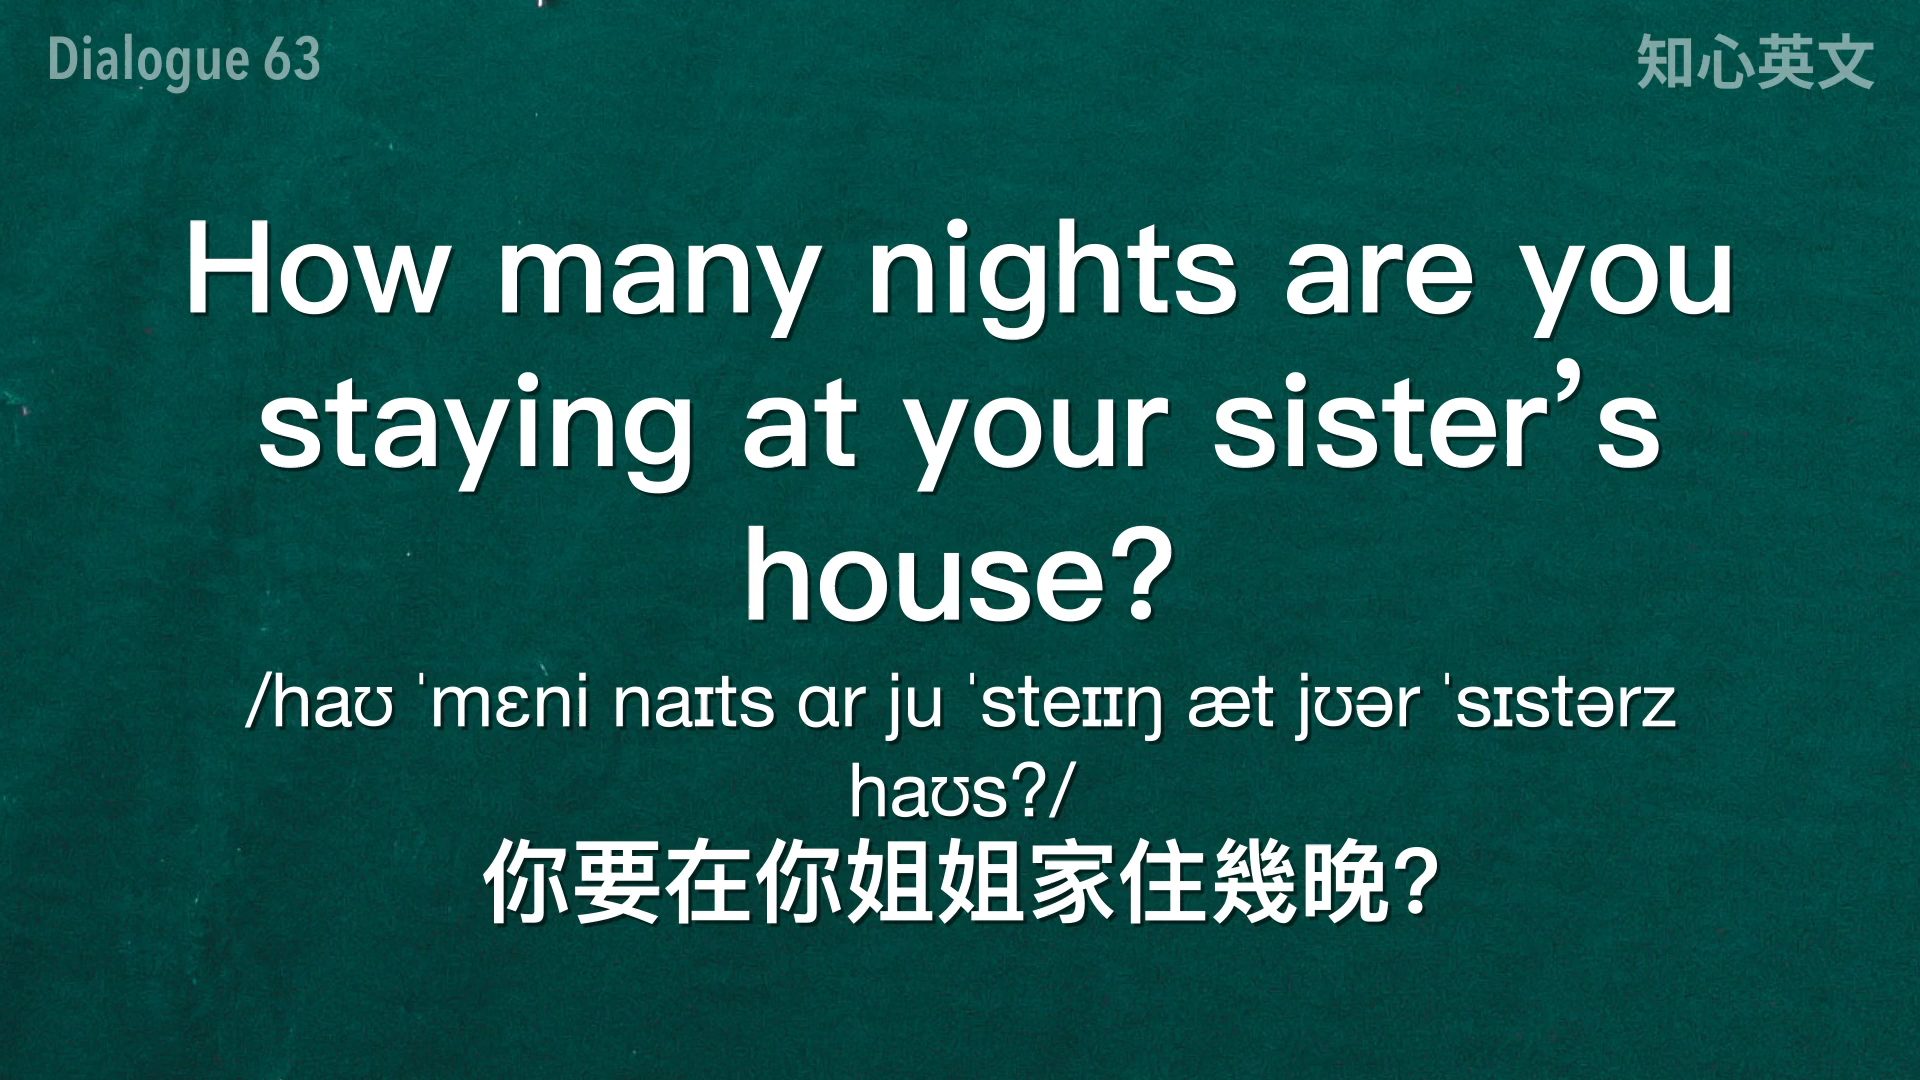 Dialogue 63
知心英文
How many nights are you
staying at your sister’s
house?
/haʊ ˈmɛni naɪts ɑr ju ˈsteɪɪŋ æt jʊər ˈsɪstərz
haʊs?/
你要在你姐姐家住幾晚?